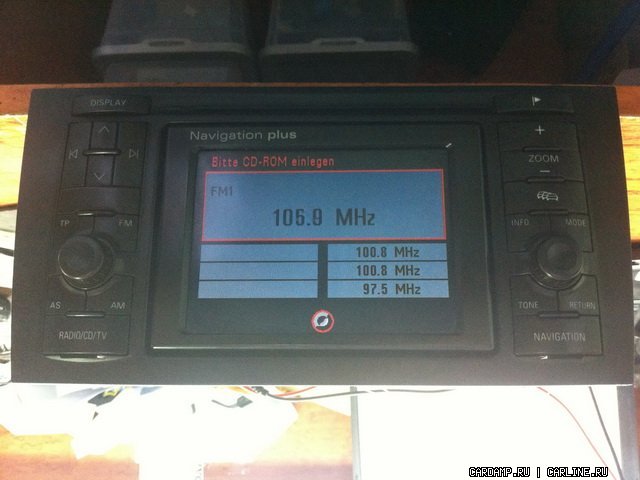 DISPLAY
Navigation plus
Bitte CD-ROM einlegen
FM1
106.9 MHz
100.8 MHz
100.8 MHz
97.5 MHz
TP
FM
AS
AM
RADIO/CD/TV
+
ZOOM
−
INFO
MODE
TONE
RETURN
NAVIGATION
CARDAMP.RU | CARLINE.RU